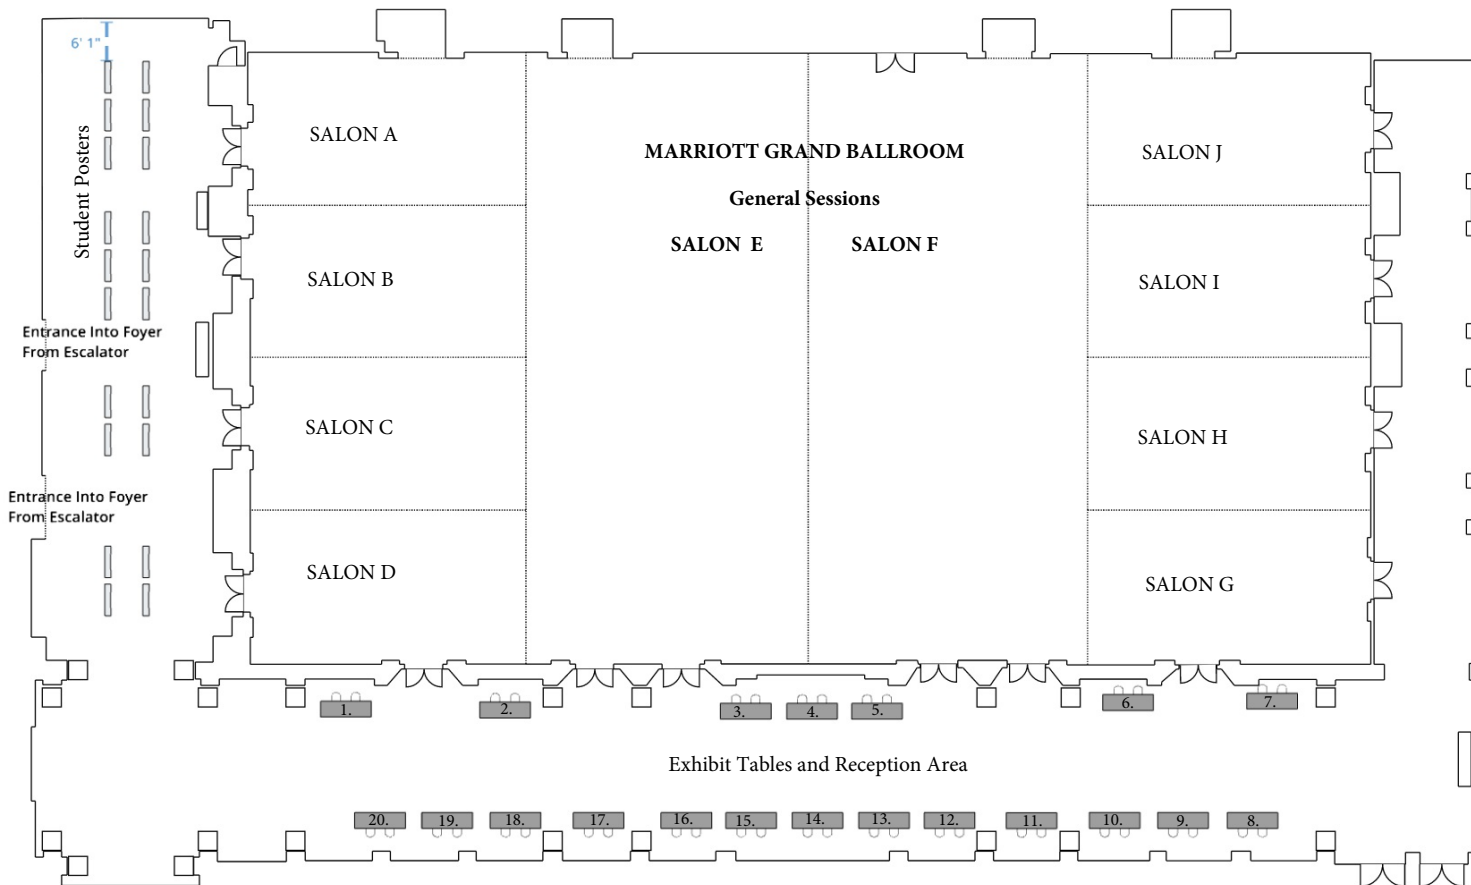 6' 1"
Student Posters
SALON A
MARRIOTT GRAND BALLROOM
SALON J
General Sessions
SALON E
SALON F
SALON B
SALON I
Entrance Into Foyer
From Escalator
SALON C
SALON H
Entrance Into Foyer
From Escalator
SALON D
SALON G
1.
2.
3.
4.
5.
6.
7.
Exhibit Tables and Reception Area
20.
19.
18.
17.
16.
15.
14.
13.
12.
11.
10.
9.
8.